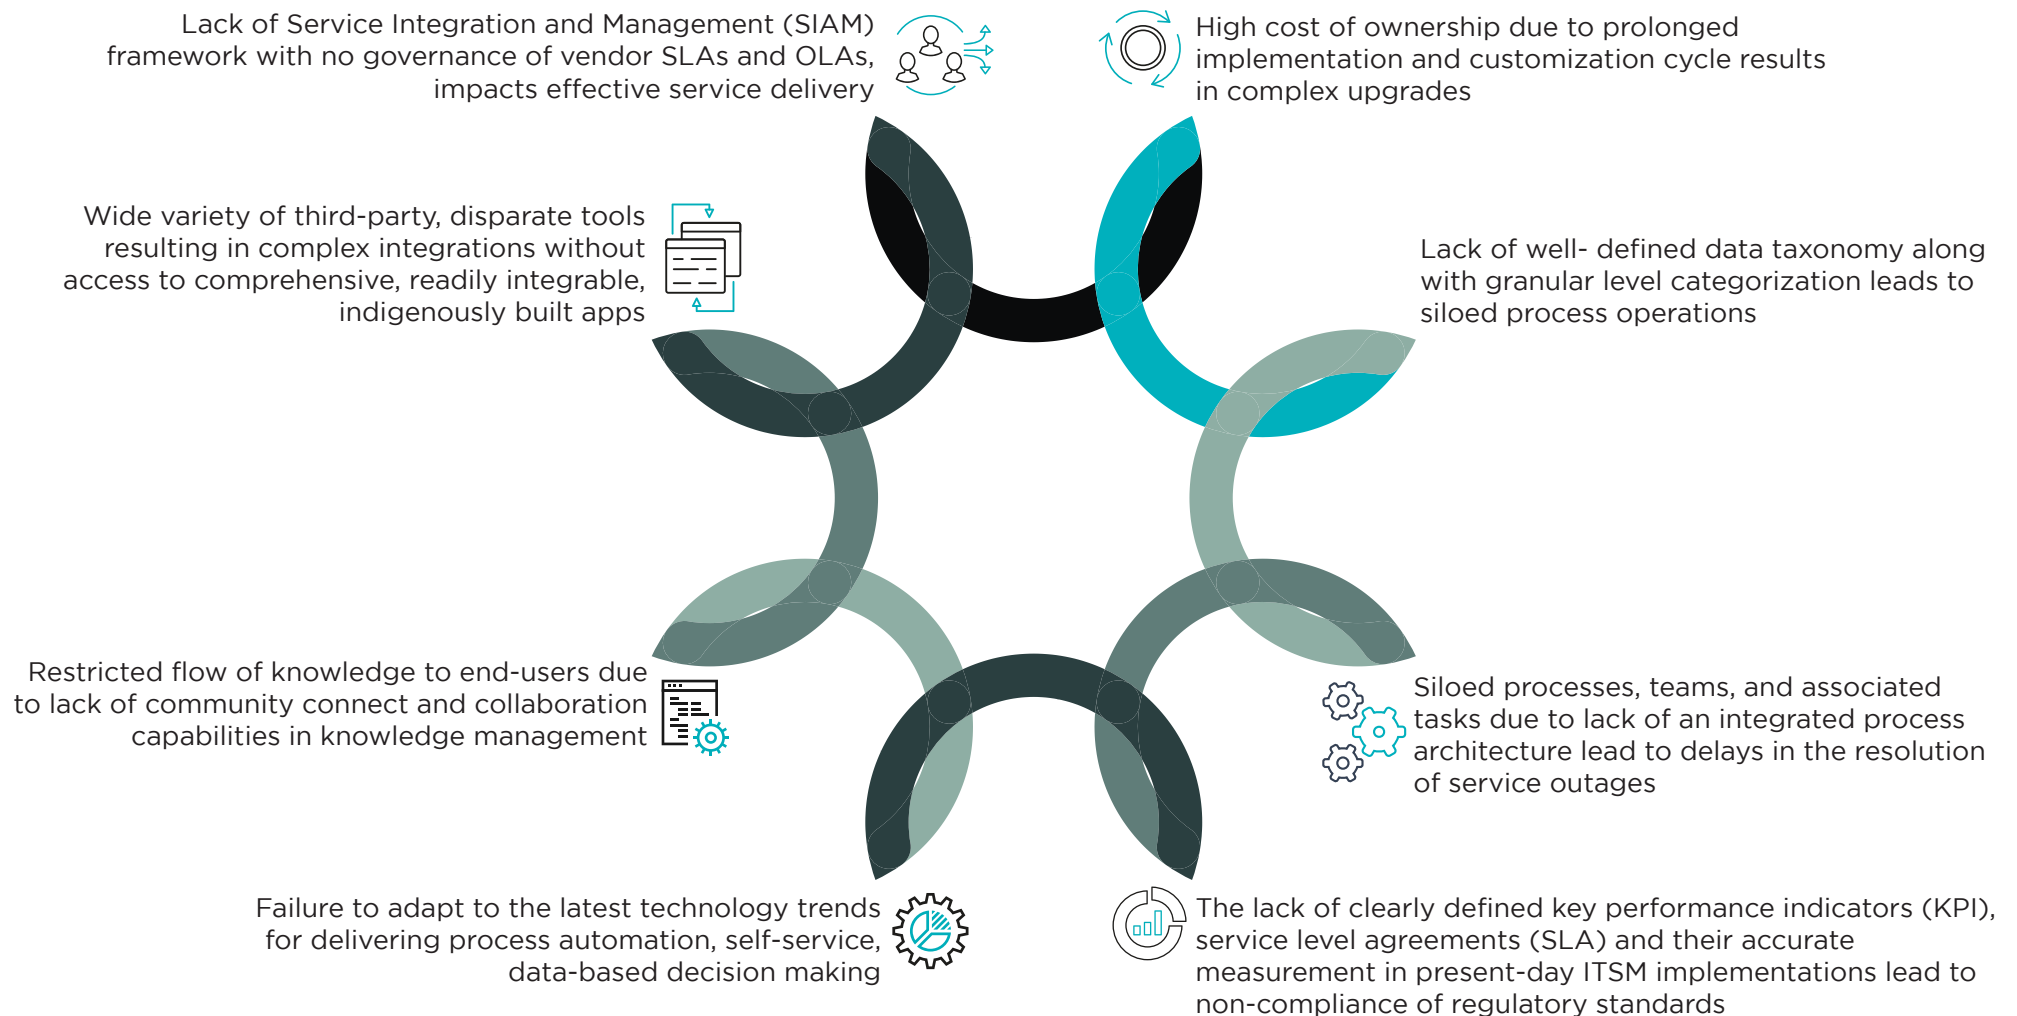 Lack of Service Integration and Management (SIAM)
framework with no governance of vendor SLAs and OLAs,
impacts effective service delivery
High cost of ownership due to prolonged
implementation and customization cycle results
in complex upgrades
Wide variety of third-party, disparate tools
resulting in complex integrations without
access to comprehensive, readily integrable,
indigenously built apps
Lack of well- defined data taxonomy along
with granular level categorization leads to
siloed process operations
Restricted flow of knowledge to end-users due
to lack of community connect and collaboration
capabilities in knowledge management
Siloed processes, teams, and associated
tasks due to lack of an integrated process
architecture lead to delays in the resolution
of service outages
Failure to adapt to the latest technology trends
for delivering process automation, self-service,
data-based decision making
The lack of clearly defined key performance indicators (KPI),
service level agreements (SLA) and their accurate
measurement in present-day ITSM implementations lead to
non-compliance of regulatory standards